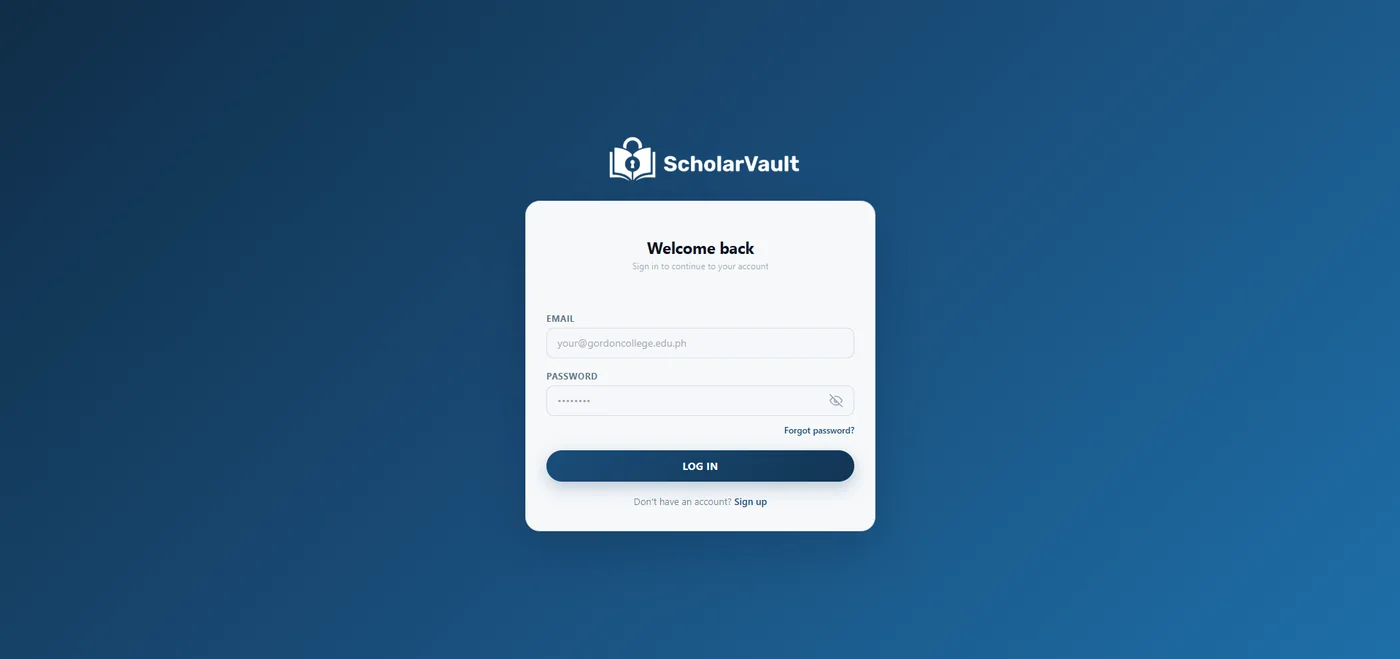 ScholarVault
Welcome back
Sign in to continue to your account
EMAIL
your@gordoncollege.edu.ph
PASSWORD
••••••••
Forgot password?
LOG IN
Don't have an account? Sign up